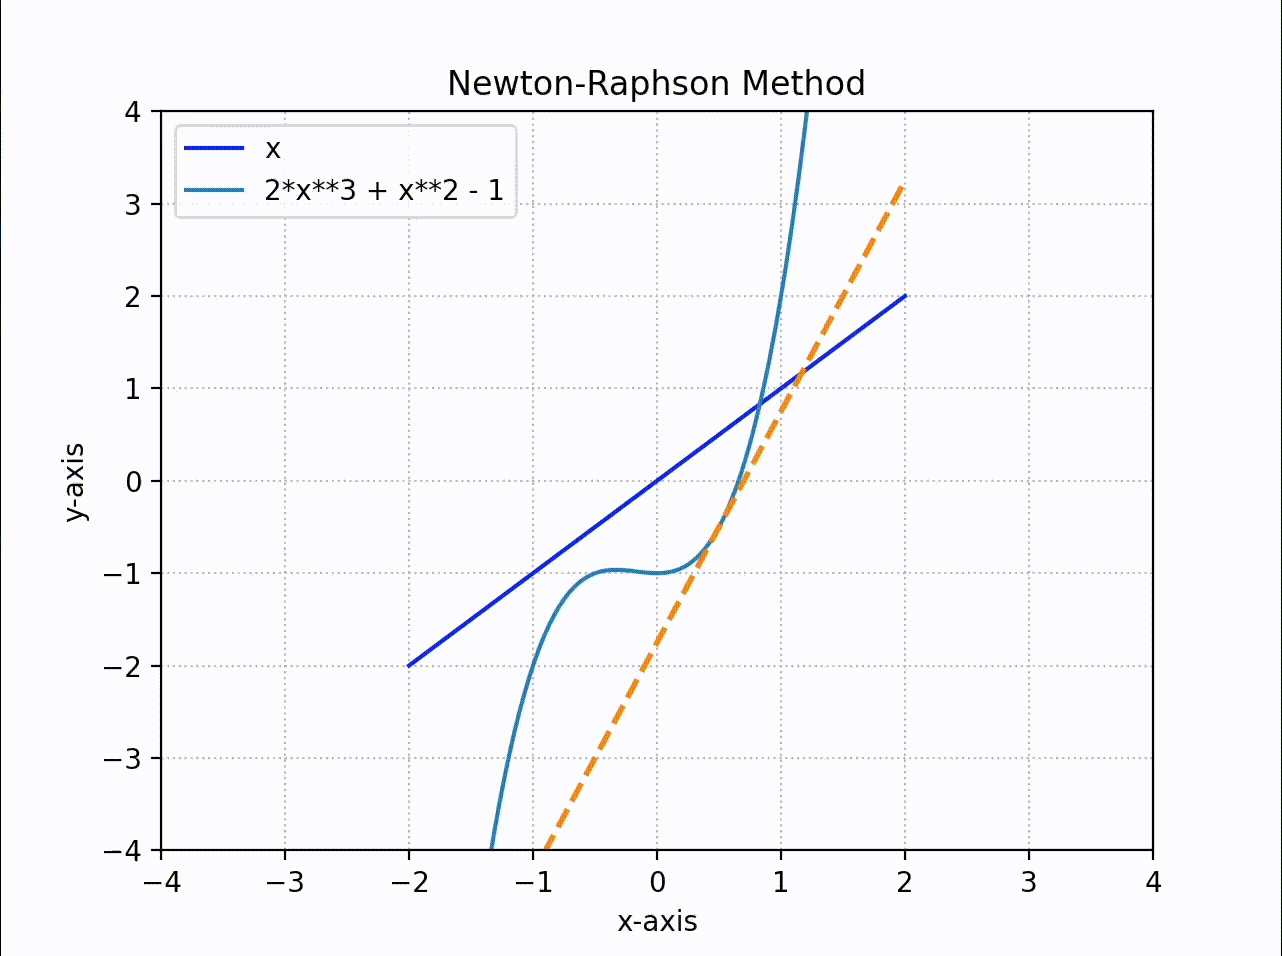 Newton-Raphson Method
x
2*x**3 + x**2 - 1
4
3
2
1
0
−1
−2
−3
−4
y-axis
−4 −3 −2 −1 0 1 2 3 4
x-axis